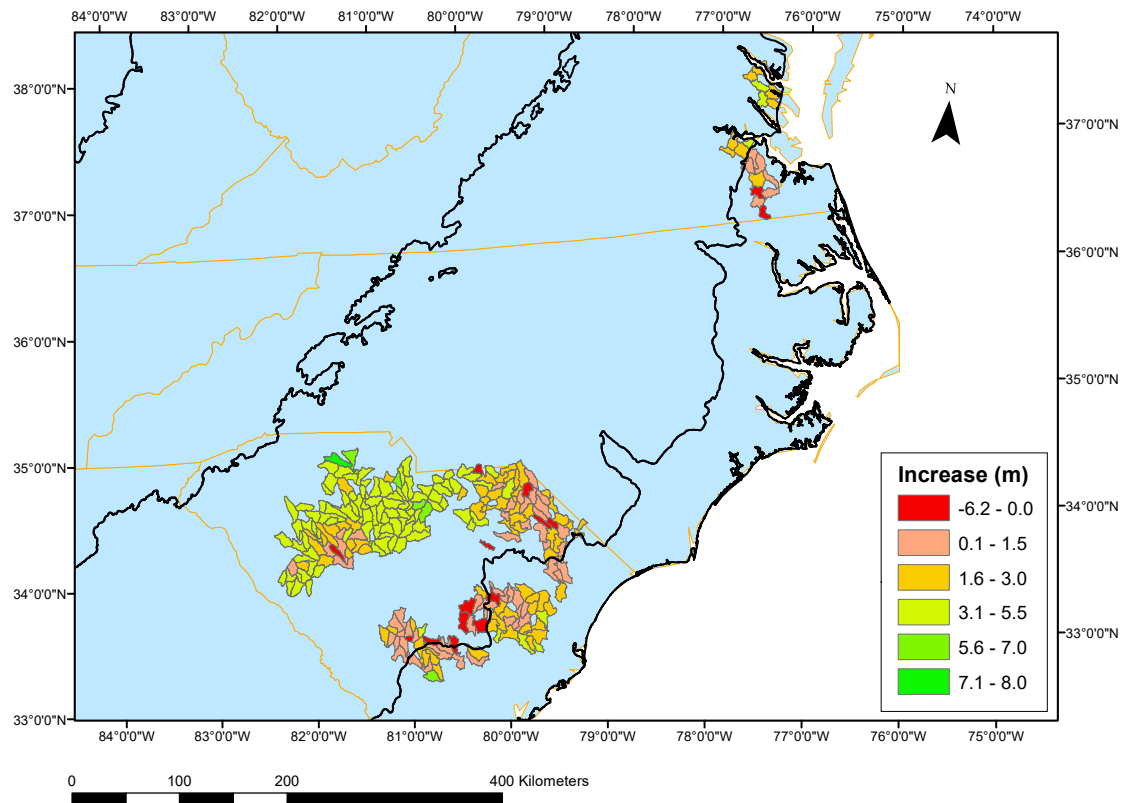 84°0'0"W 83°0'0"W 82°0'0"W 81°0'0"W 80°0'0"W 79°0'0"W 78°0'0"W 77°0'0"W 76°0'0"W 75°0'0"W
N
38°0'0"N 37°0'0"N
37°0'0"N 36°0'0"N
36°0'0"N 35°0'0"N
35°0'0"N 34°0'0"N
34°0'0"N 33°0'0"N
33°0'0"N
Increase (m)
-6.2 - 0.0
0.1 - 1.5
1.6 - 3.0
3.1 - 5.5
5.6 - 7.0
7.1 - 8.0
84°0'0"W 83°0'0"W 82°0'0"W 81°0'0"W 80°0'0"W 79°0'0"W 78°0'0"W 77°0'0"W 76°0'0"W 75°0'0"W
0 100 200 400 Kilometers